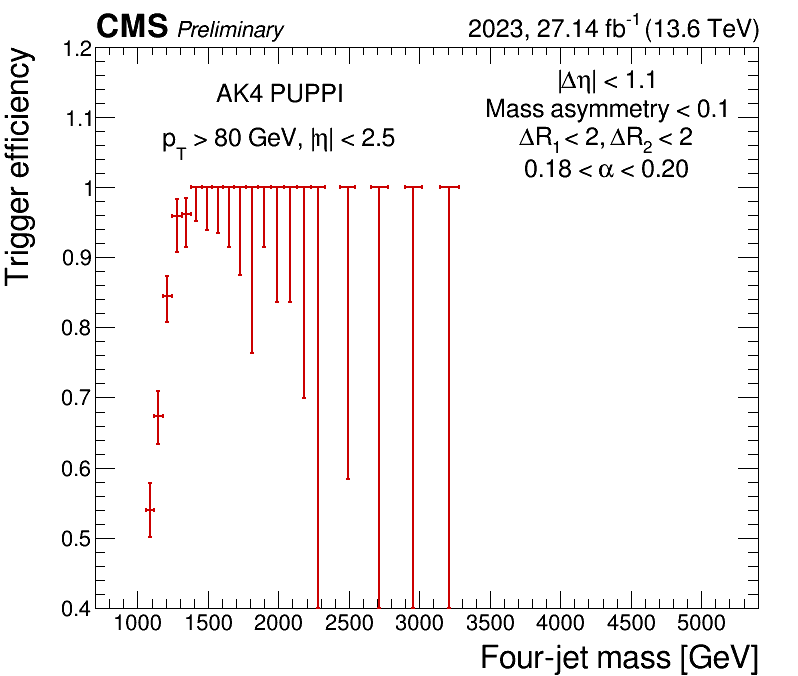 CMS Preliminary
2023, 27.14 fb⁻¹ (13.6 TeV)
AK4 PUPPI
p_T > 80 GeV, |η| < 2.5
|Δη| < 1.1
Mass asymmetry < 0.1
ΔR₁ < 2, ΔR₂ < 2
0.18 < α < 0.20
Trigger efficiency
1.2
1.1
1
0.9
0.8
0.7
0.6
0.5
0.4
1000 1500 2000 2500 3000 3500 4000 4500 5000
Four-jet mass [GeV]